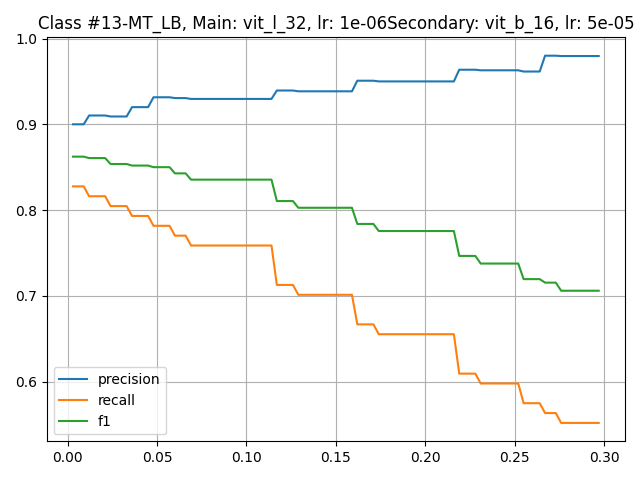 Class #13-MT_LB, Main: vit_l_32, lr: 1e-06Secondary: vit_b_16, lr: 5e-05
1.0
0.9
0.8
0.7
0.6
precision
recall
f1
0.00 0.05 0.10 0.15 0.20 0.25 0.30